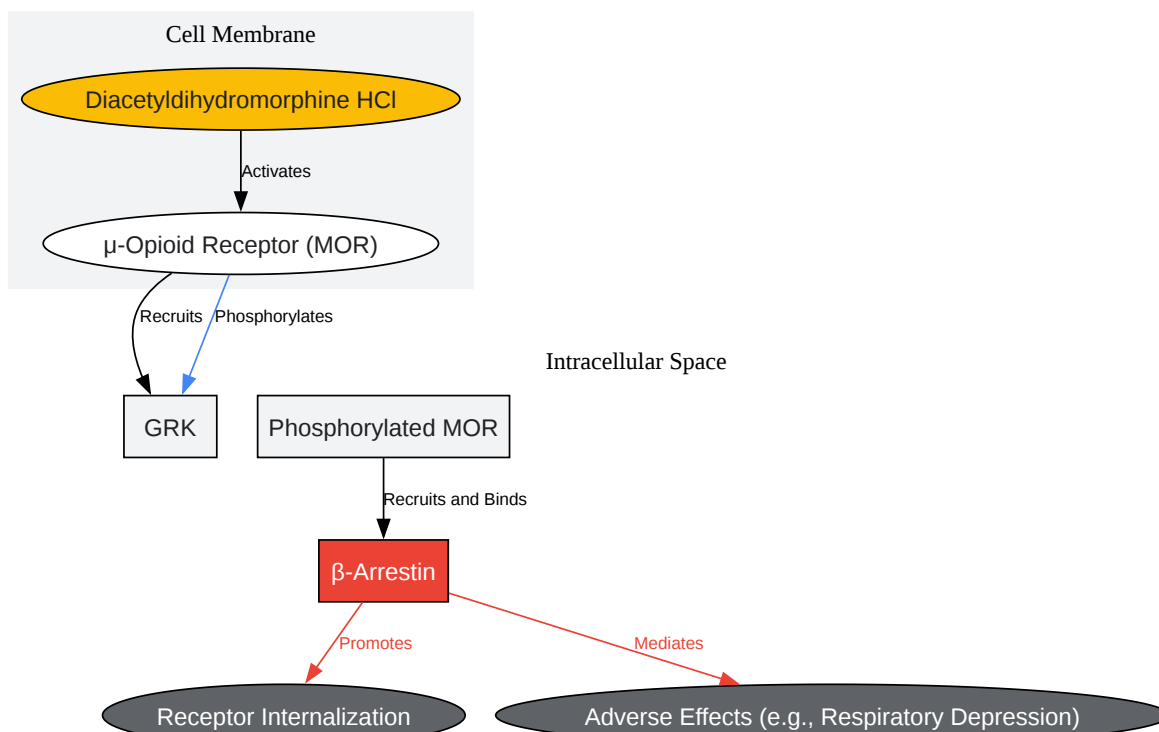 Cell Membrane
Diacetyldihydromorphine HCl
Activates
μ-Opioid Receptor (MOR)
Recruits
Phosphorylates
Intracellular Space
GRK
Phosphorylated MOR
Recruits and Binds
β-Arrestin
Promotes
Mediates
Receptor Internalization
Adverse Effects (e.g., Respiratory Depression)